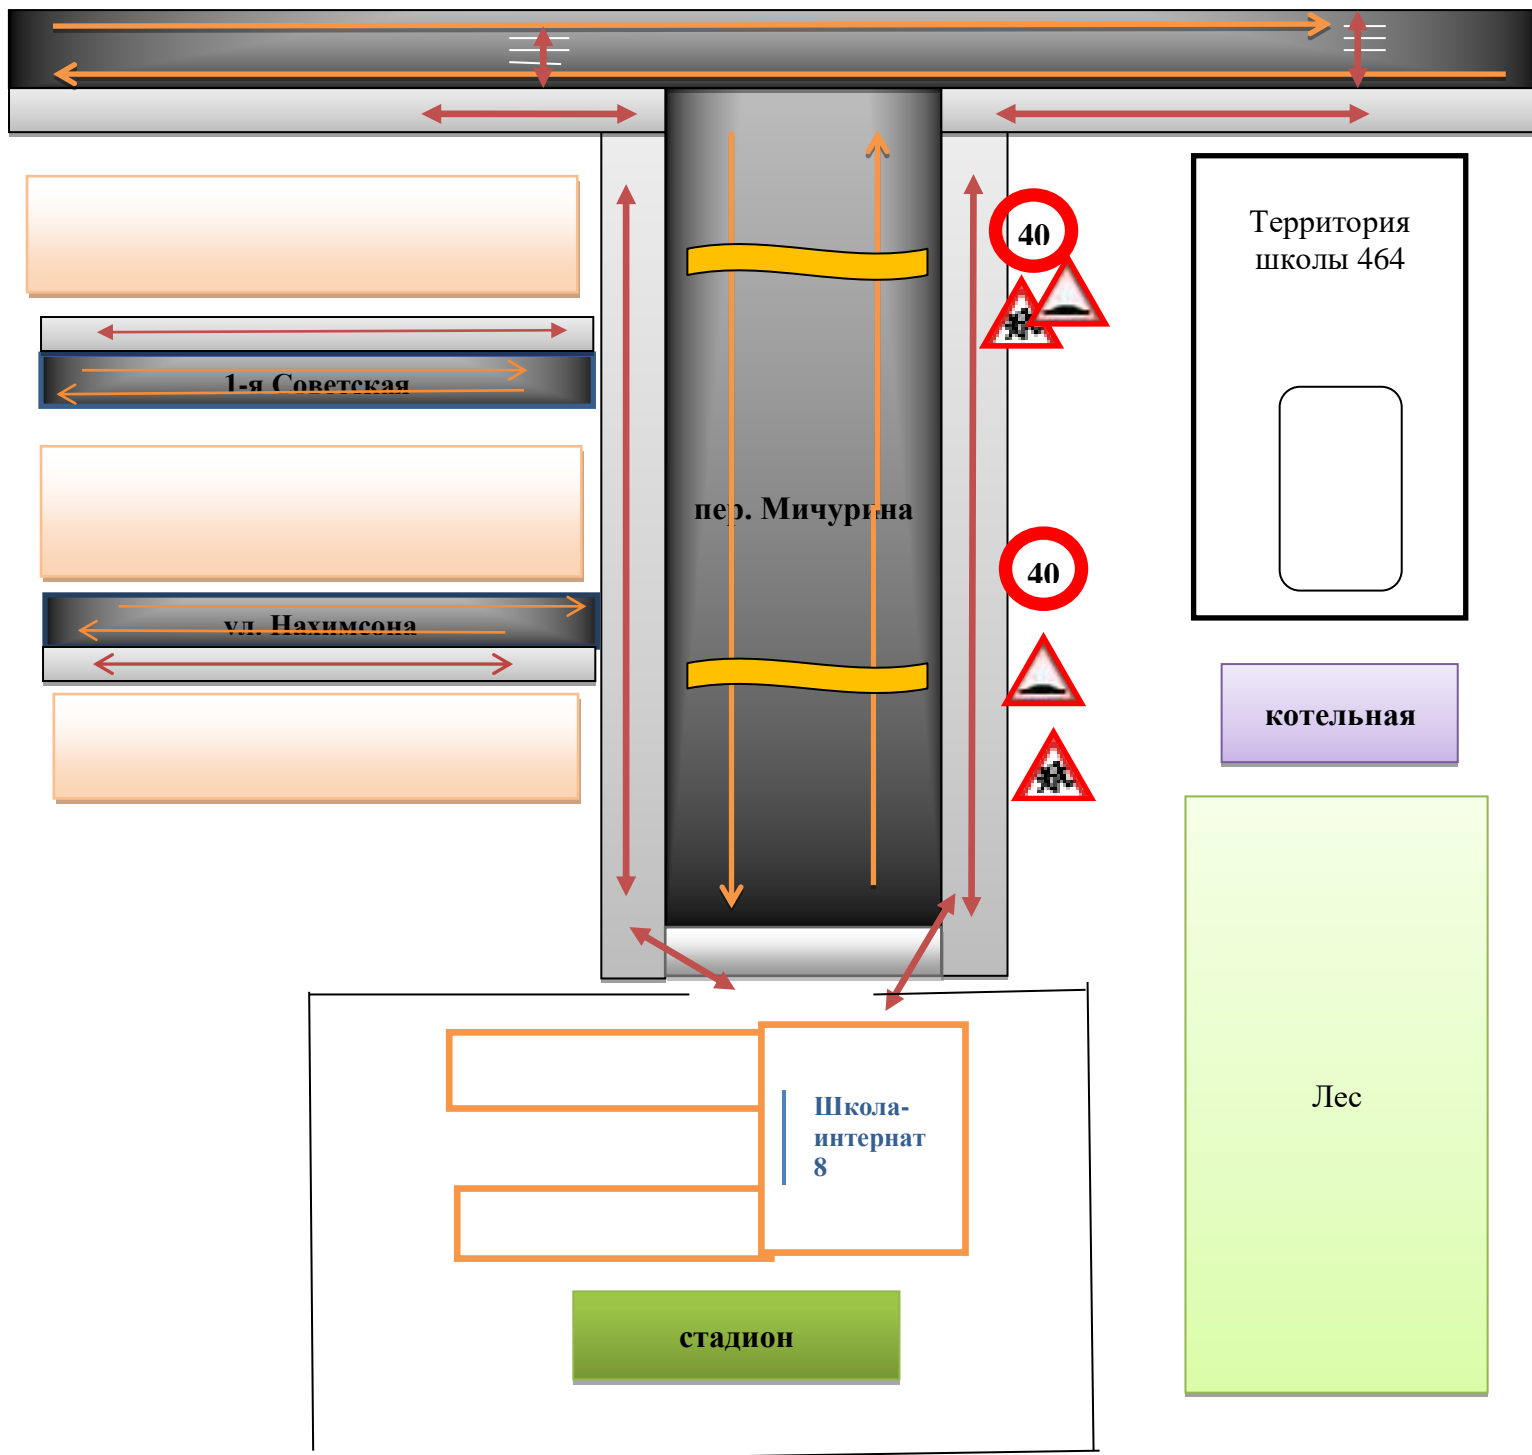 40
Территория
школы 464
1-я Советская
пер. Мичурина
40
ул. Нахимсона
котельная
Школа-
интернат
8
Лес
стадион